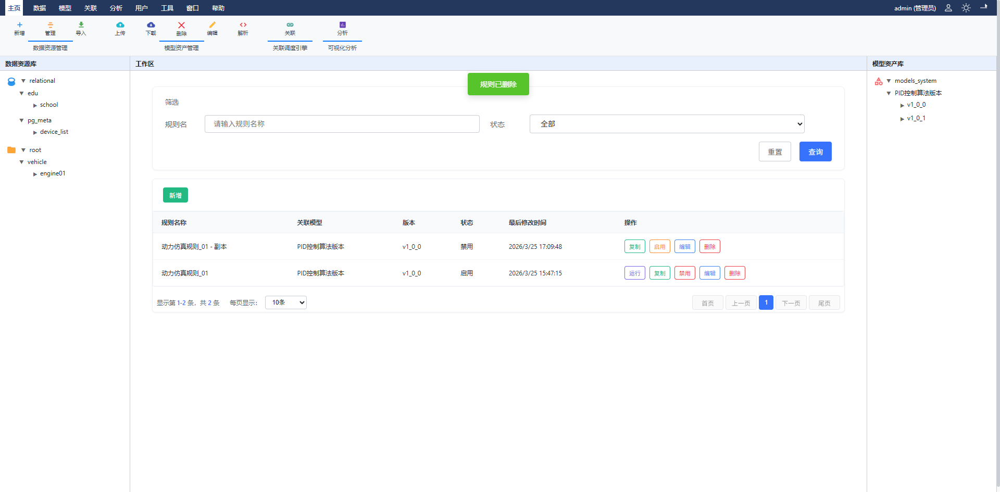 主页 数据 模型 关联 分析 用户 工具 窗口 帮助 admin (管理员)
新增 管理 导入 上传 下载 删除 编辑 解析 关联 分析
数据资源管理 模型资产管理 关联调度引擎 可视化分析
数据资源库
relational
edu
school
pg_meta
device_list
root
vehicle
engine01
工作区
规则已删除
筛选
规则名 请输入规则名称 状态 全部
重置 查询
新增
规则名称 关联模型 版本 状态 最后修改时间 操作
动力仿真规则_01 - 副本 PID控制算法版本 v1_0_0 禁用 2026/3/25 17:09:48 复制 启用 编辑 删除
动力仿真规则_01 PID控制算法版本 v1_0_0 启用 2026/3/25 15:47:15 运行 复制 禁用 编辑 删除
显示第 1-2 条，共 2 条 每页显示： 10条 首页 上一页 1 下一页 尾页
模型资产库
models_system
PID控制算法版本
v1_0_0
v1_0_1